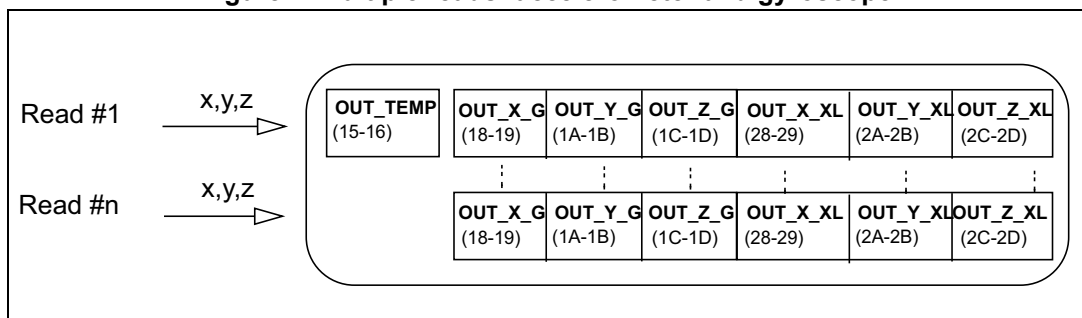 Read #1 x,y,z OUT_TEMP OUT_X_G OUT_Y_G OUT_Z_G OUT_X_XL OUT_Y_XL OUT_Z_XL
(15-16) (18-19) (1A-1B) (1C-1D) (28-29) (2A-2B) (2C-2D)
Read #n x,y,z OUT_X_G OUT_Y_G OUT_Z_G OUT_X_XL OUT_Y_XL OUT_Z_XL
(18-19) (1A-1B) (1C-1D) (28-29) (2A-2B) (2C-2D)